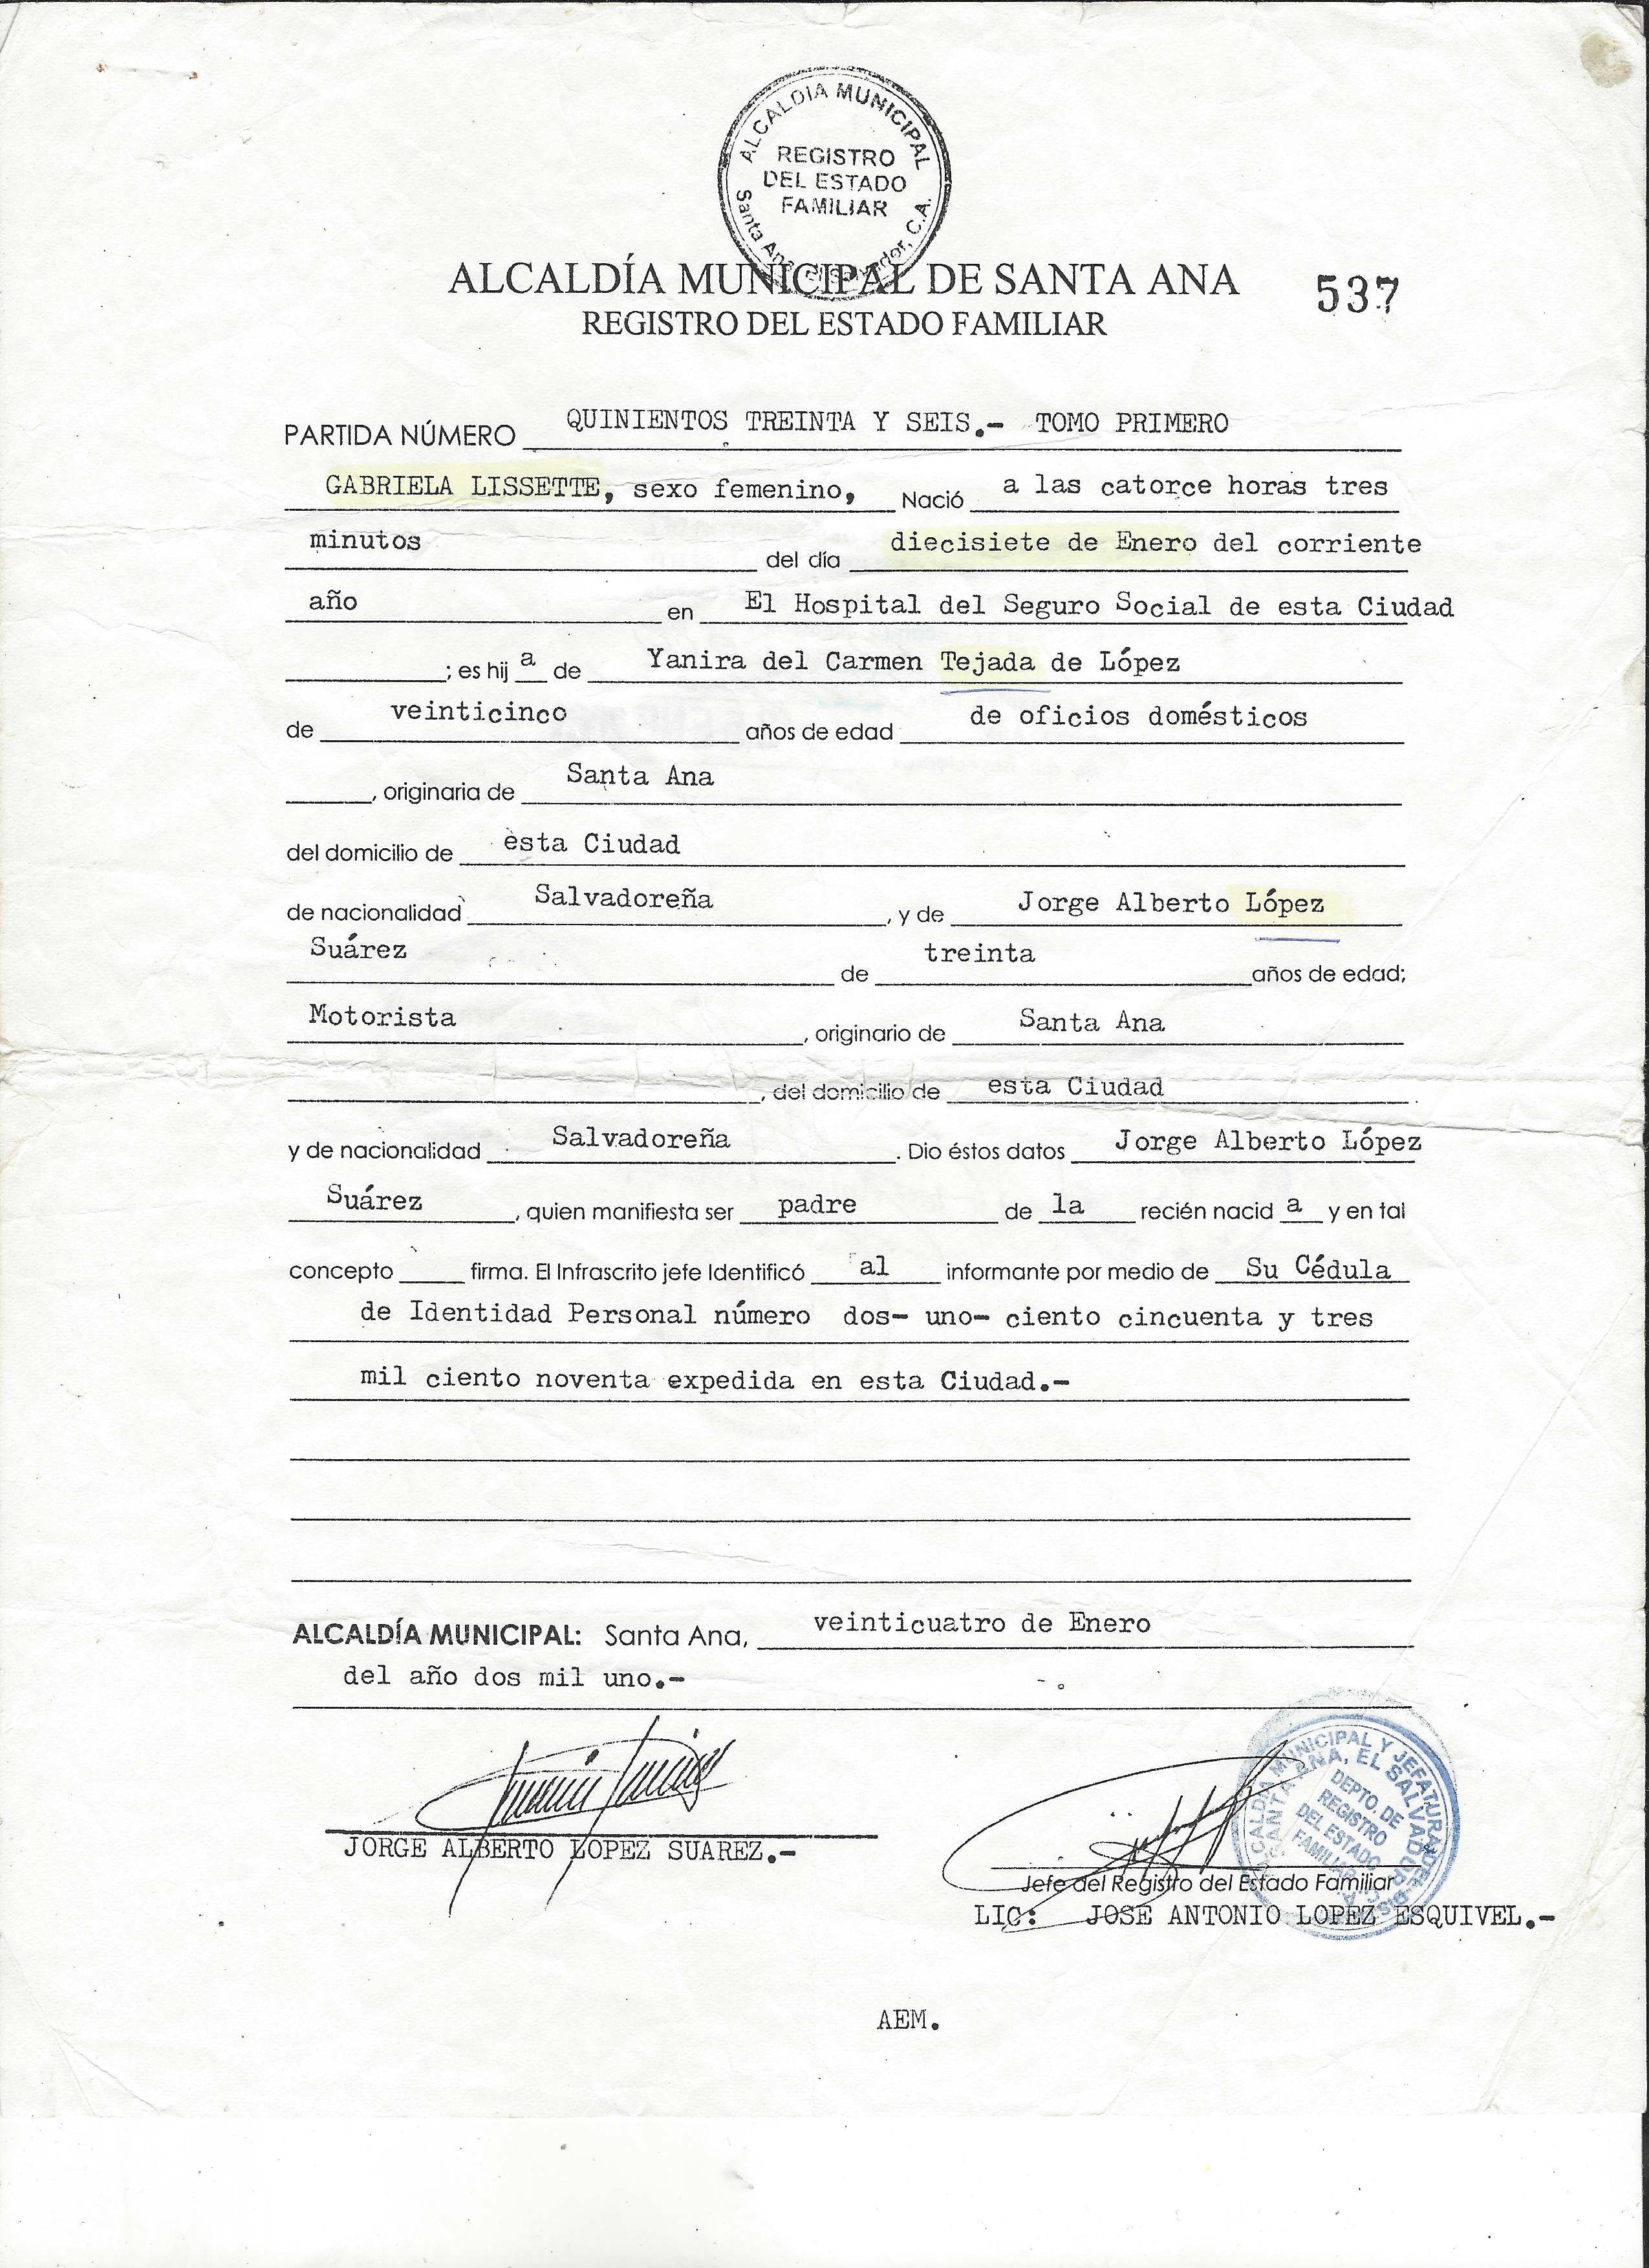 ALCALDIA MUNICIPAL
REGISTRO
DEL ESTADO
FAMILIAR
Santa Ana, El Salvador, C.A.
ALCALDÍA MUNICIPAL DE SANTA ANA
537
REGISTRO DEL ESTADO FAMILIAR
PARTIDA NÚMERO QUINIENTOS TREINTA Y SEIS.- TOMO PRIMERO
GABRIELA LISSETTE, sexo femenino, Nació a las catorce horas tres
minutos del día diecisiete de Enero del corriente
año en El Hospital del Seguro Social de esta Ciudad
; es hij a de Yanira del Carmen Tejada de López
de veinticinco años de edad de oficios domésticos
, originaria de Santa Ana
del domicilio de esta Ciudad
de nacionalidad Salvadoreña, y de Jorge Alberto López
Suárez de treinta años de edad;
Motorista, originario de Santa Ana
, del domicilio de esta Ciudad
y de nacionalidad Salvadoreña. Dio éstos datos Jorge Alberto López
Suárez, quien manifiesta ser padre de la recién nacid a y en tal
concepto firma. El Infrascrito jefe Identificó al informante por medio de Su Cédula
de Identidad Personal número dos- uno- ciento cincuenta y tres
mil ciento noventa expedida en esta Ciudad.-
ALCALDÍA MUNICIPAL: Santa Ana, veinticuatro de Enero
del año dos mil uno.-
JORGE ALBERTO LOPEZ SUAREZ.-
ALCALDIA MUNICIPAL Y JEFATURA DEL
SANTA ANA, EL SALVADOR
DEPTO. DE
REGISTRO
DEL ESTADO
FAMILIAR
Jefe del Registro del Estado Familiar
LIC: JOSE ANTONIO LOPEZ ESQUIVEL.-
AEM.